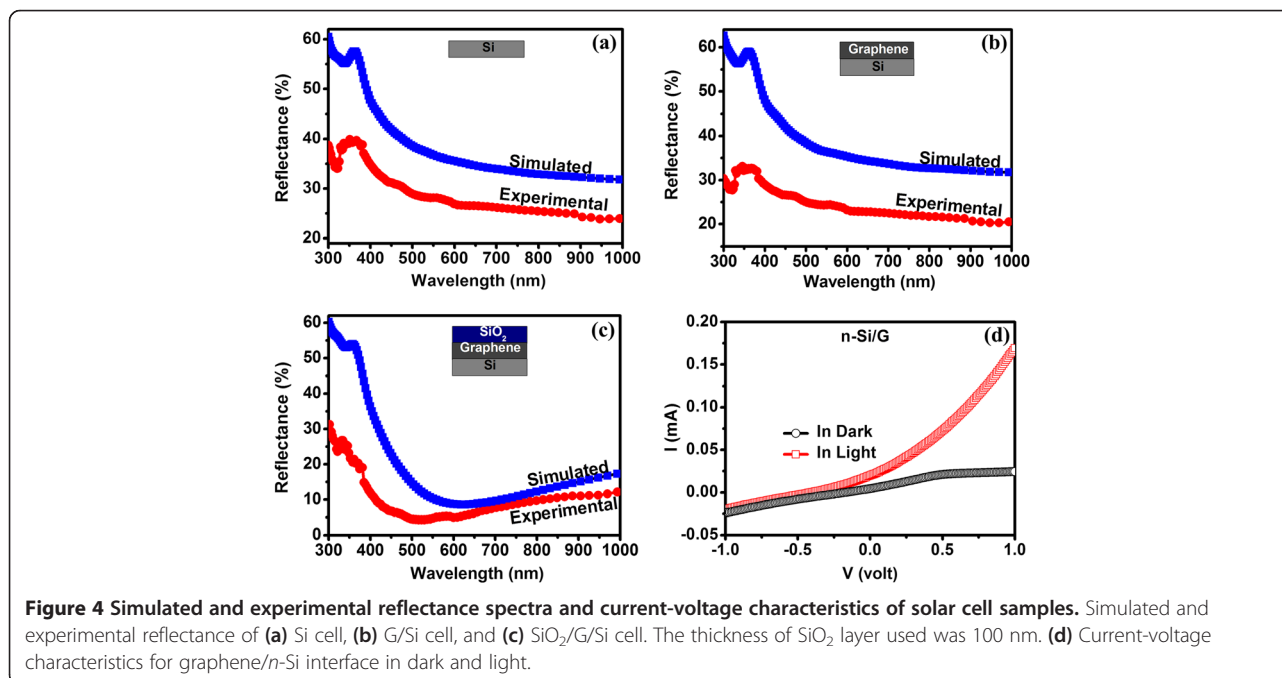 (a)
Si
Simulated
Experimental
Reflectance (%)
60
50
40
30
20
300 400 500 600 700 800 900 1000
Wavelength (nm)
(b)
Graphene
Si
Simulated
Experimental
Reflectance (%)
60
50
40
30
20
300 400 500 600 700 800 900 1000
Wavelength (nm)
(c)
SiO₂
Graphene
Si
Simulated
Experimental
Reflectance (%)
60
50
40
30
20
10
0
300 400 500 600 700 800 900 1000
Wavelength (nm)
n-Si/G
(d)
In Dark
In Light
I (mA)
0.20
0.15
0.10
0.05
0.00
-0.05
-1.0 -0.5 0.0 0.5 1.0
V (volt)
Figure 4 Simulated and experimental reflectance spectra and current-voltage characteristics of solar cell samples. Simulated and
experimental reflectance of (a) Si cell, (b) G/Si cell, and (c) SiO₂/G/Si cell. The thickness of SiO₂ layer used was 100 nm. (d) Current-voltage
characteristics for graphene/n-Si interface in dark and light.